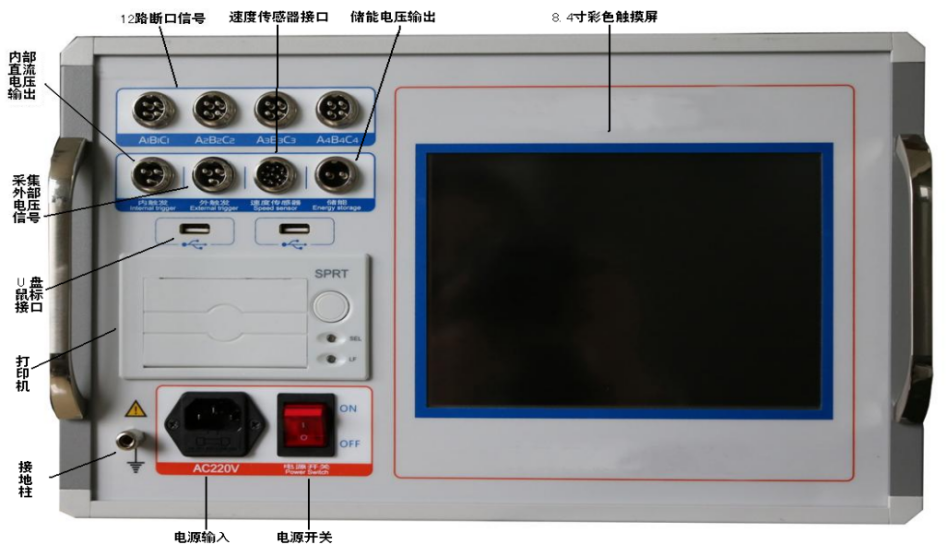 12路断口信号
速度传感器接口
储能电压输出
8.4寸彩色触摸屏
内部
直流
电压
输出
A1B1C1
A2B2C2
A3B3C3
A4B4C4
采集
外部
电压
信号
内触发
Internal trigger
外触发
External trigger
速度传感器
Speed sensor
储能
Energy storage
U盘
鼠标
接口
SPRT
SEL
LF
打
印
机
ON
OFF
AC220V
电源开关
Power Switch
接
地
柱
电源输入
电源开关